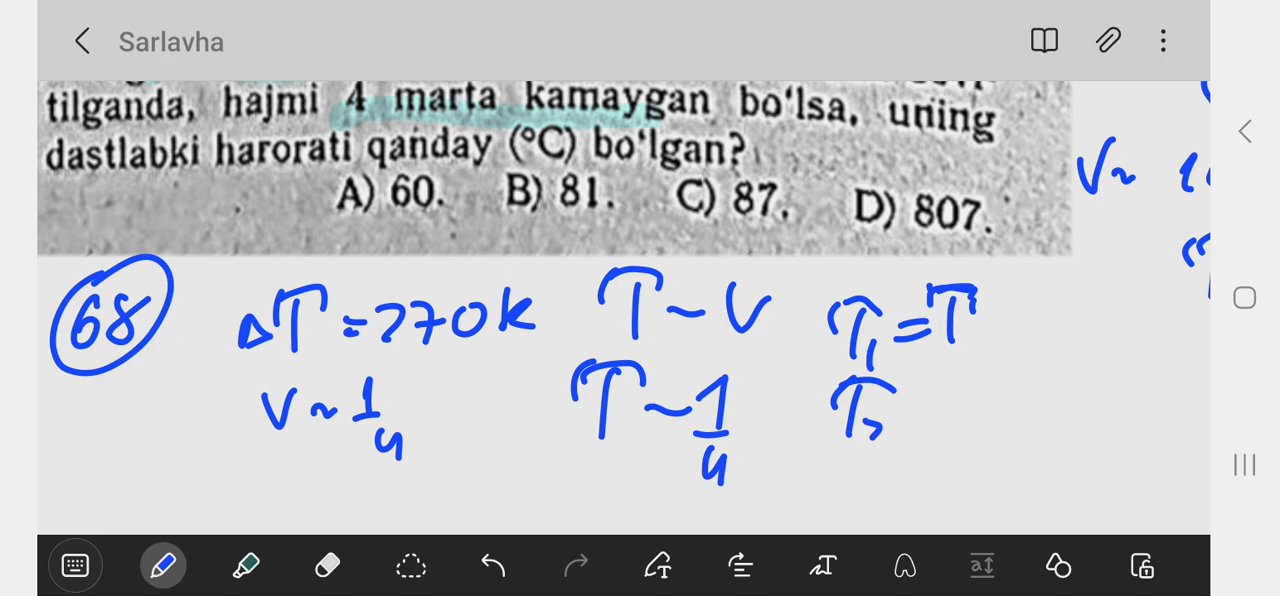 Sarlavha
tilganda, hajmi 4 marta kamaygan bo'lsa, uning
dastlabki harorati qanday (°C) bo'lgan?
A) 60. B) 81. C) 87. D) 807.
V~
68 ΔT=270K T~V T₁=T
V~1/4 T~1/4 T₂